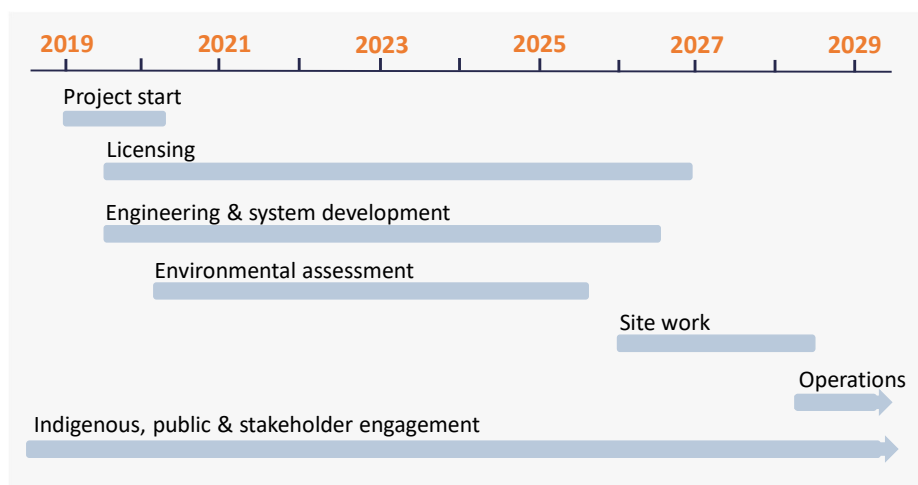 2019 2021 2023 2025 2027 2029
Project start
Licensing
Engineering & system development
Environmental assessment
Site work
Operations
Indigenous, public & stakeholder engagement